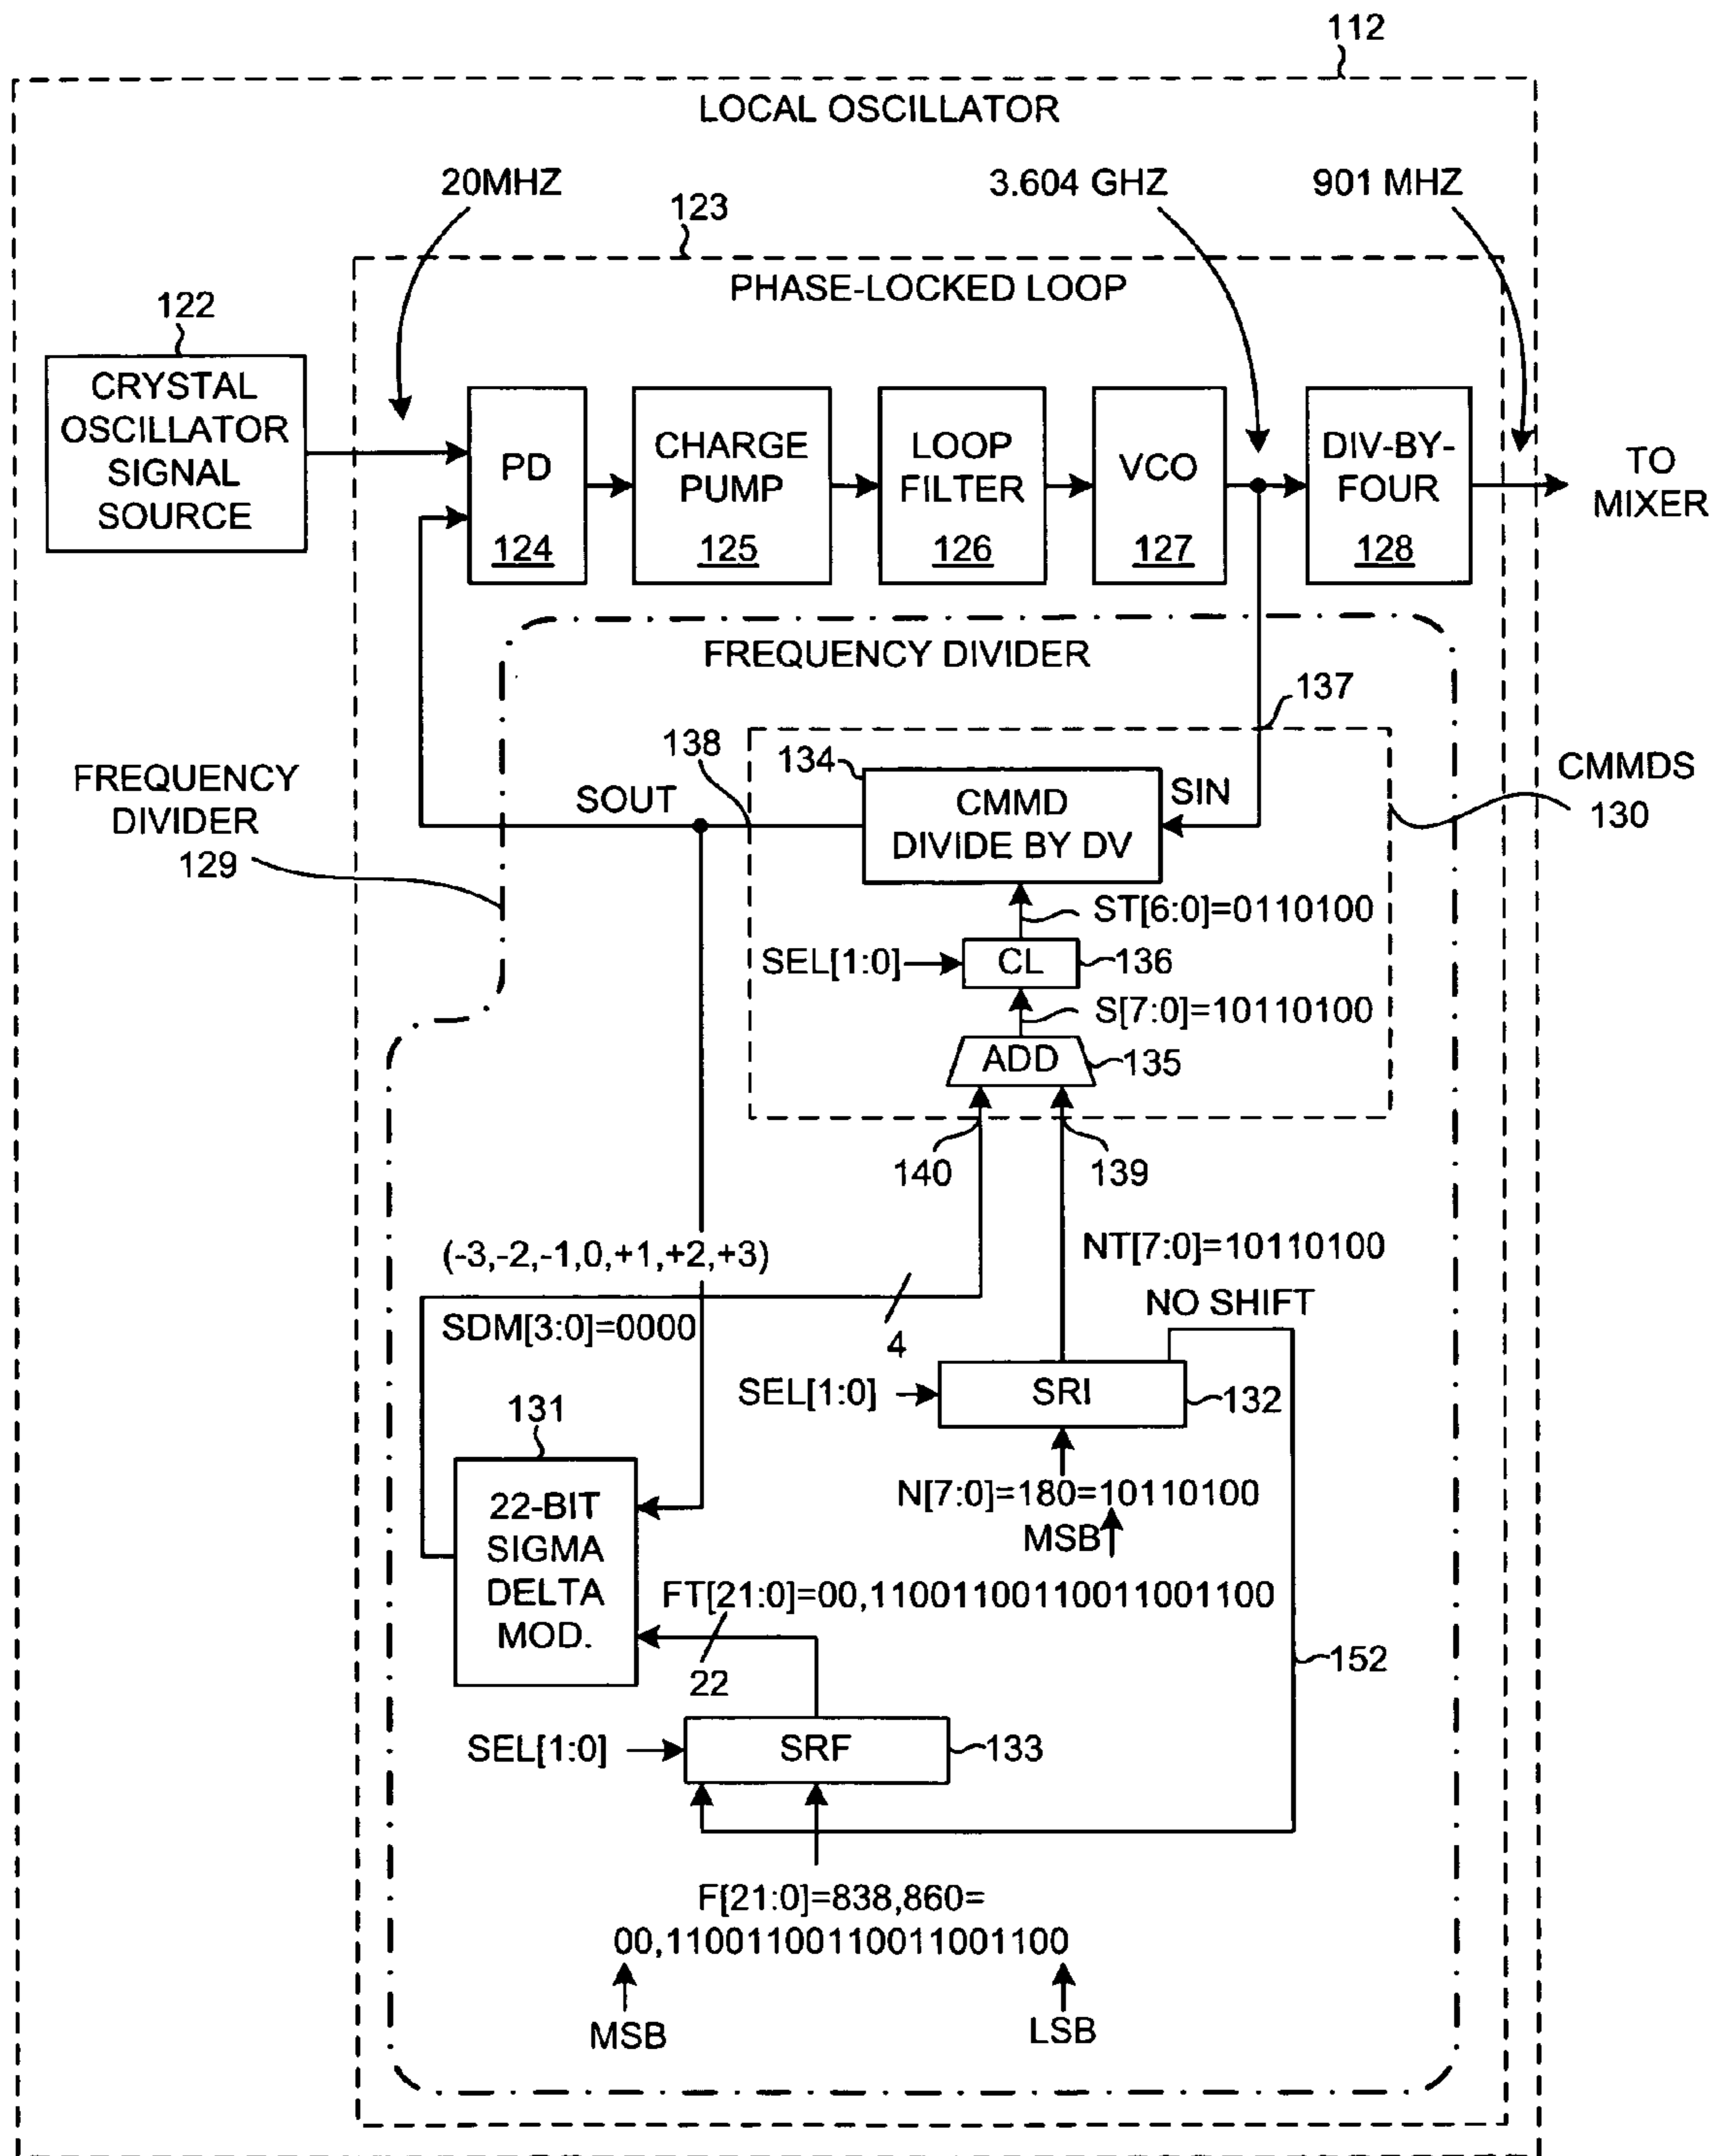 112
LOCAL OSCILLATOR
20MHZ
3.604 GHZ
901 MHZ
123
PHASE-LOCKED LOOP
122
CRYSTAL
OSCILLATOR
SIGNAL
SOURCE
PD
124
CHARGE
PUMP
125
LOOP
FILTER
126
VCO
127
DIV-BY-
FOUR
128
TO
MIXER
FREQUENCY DIVIDER
137
138
134
CMMD
DIVIDE BY DV
SIN
SOUT
CMMDS
130
FREQUENCY
DIVIDER
129
ST[6:0]=0110100
SEL[1:0]
CL
136
S[7:0]=10110100
ADD
135
140
139
(-3,-2,-1,0,+1,+2,+3)
NT[7:0]=10110100
NO SHIFT
SDM[3:0]=0000
4
SEL[1:0]
SRI
132
131
22-BIT
SIGMA
DELTA
MOD.
N[7:0]=180=10110100
MSB
FT[21:0]=00,11001100110011001100
22
152
SEL[1:0]
SRF
133
F[21:0]=838,860=
00,11001100110011001100
MSB
LSB